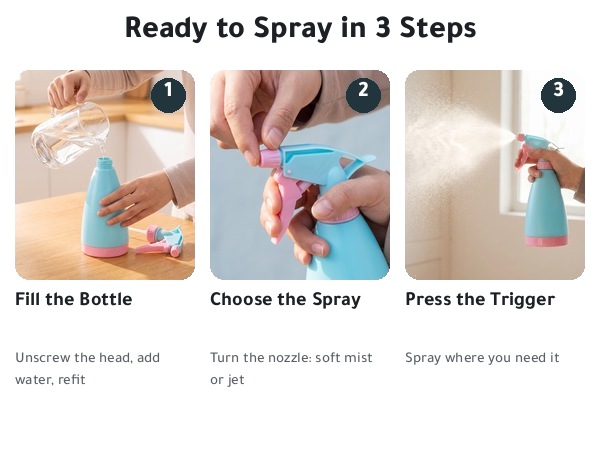 Ready to Spray in 3 Steps
1
2
3
Fill the Bottle
Choose the Spray
Press the Trigger
Unscrew the head, add
water, refit
Turn the nozzle: soft mist
or jet
Spray where you need it